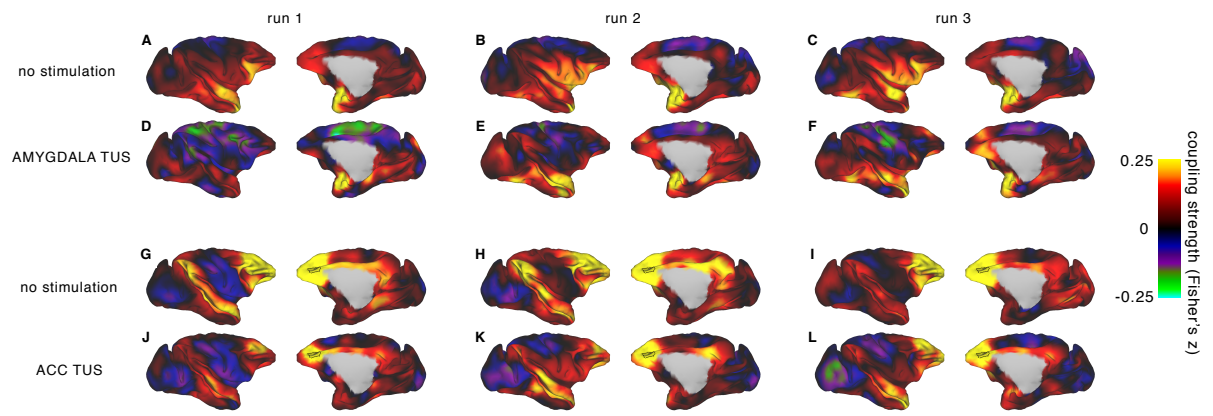 run 1 run 2 run 3
A B C
no stimulation
D E F
AMYGDALA TUS
0.25
0
-0.25
coupling strength (Fisher's z)
G H I
no stimulation
J K L
ACC TUS